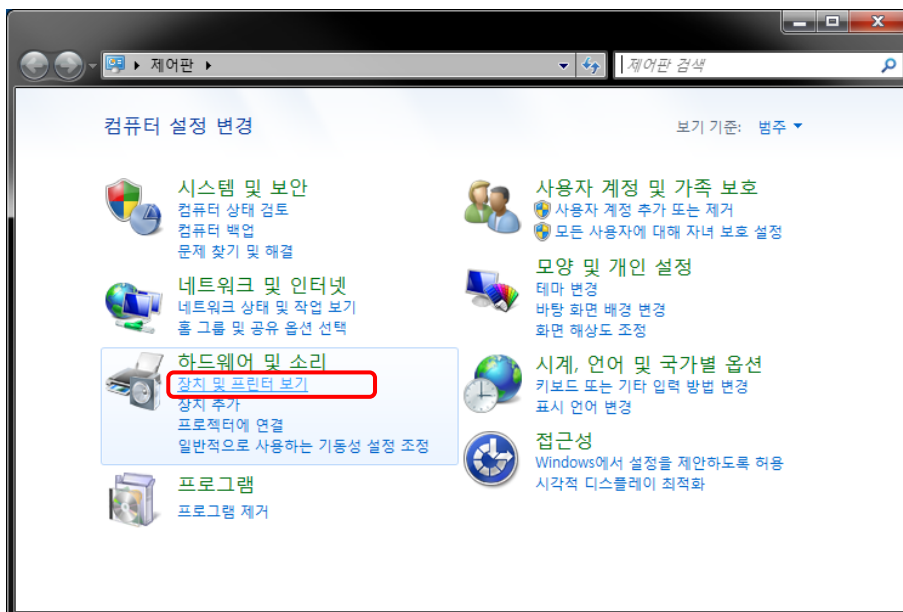 제어판
제어판 검색
컴퓨터 설정 변경
보기 기준: 범주
시스템 및 보안
컴퓨터 상태 검토
컴퓨터 백업
문제 찾기 및 해결
네트워크 및 인터넷
네트워크 상태 및 작업 보기
홈 그룹 및 공유 옵션 선택
하드웨어 및 소리
장치 및 프린터 보기
장치 추가
프로젝터에 연결
일반적으로 사용하는 기동성 설정 조정
프로그램
프로그램 제거
사용자 계정 및 가족 보호
사용자 계정 추가 또는 제거
모든 사용자에 대해 자녀 보호 설정
모양 및 개인 설정
테마 변경
바탕 화면 배경 변경
화면 해상도 조정
시계, 언어 및 국가별 옵션
키보드 또는 기타 입력 방법 변경
표시 언어 변경
접근성
Windows에서 설정을 제안하도록 허용
시각적 디스플레이 최적화